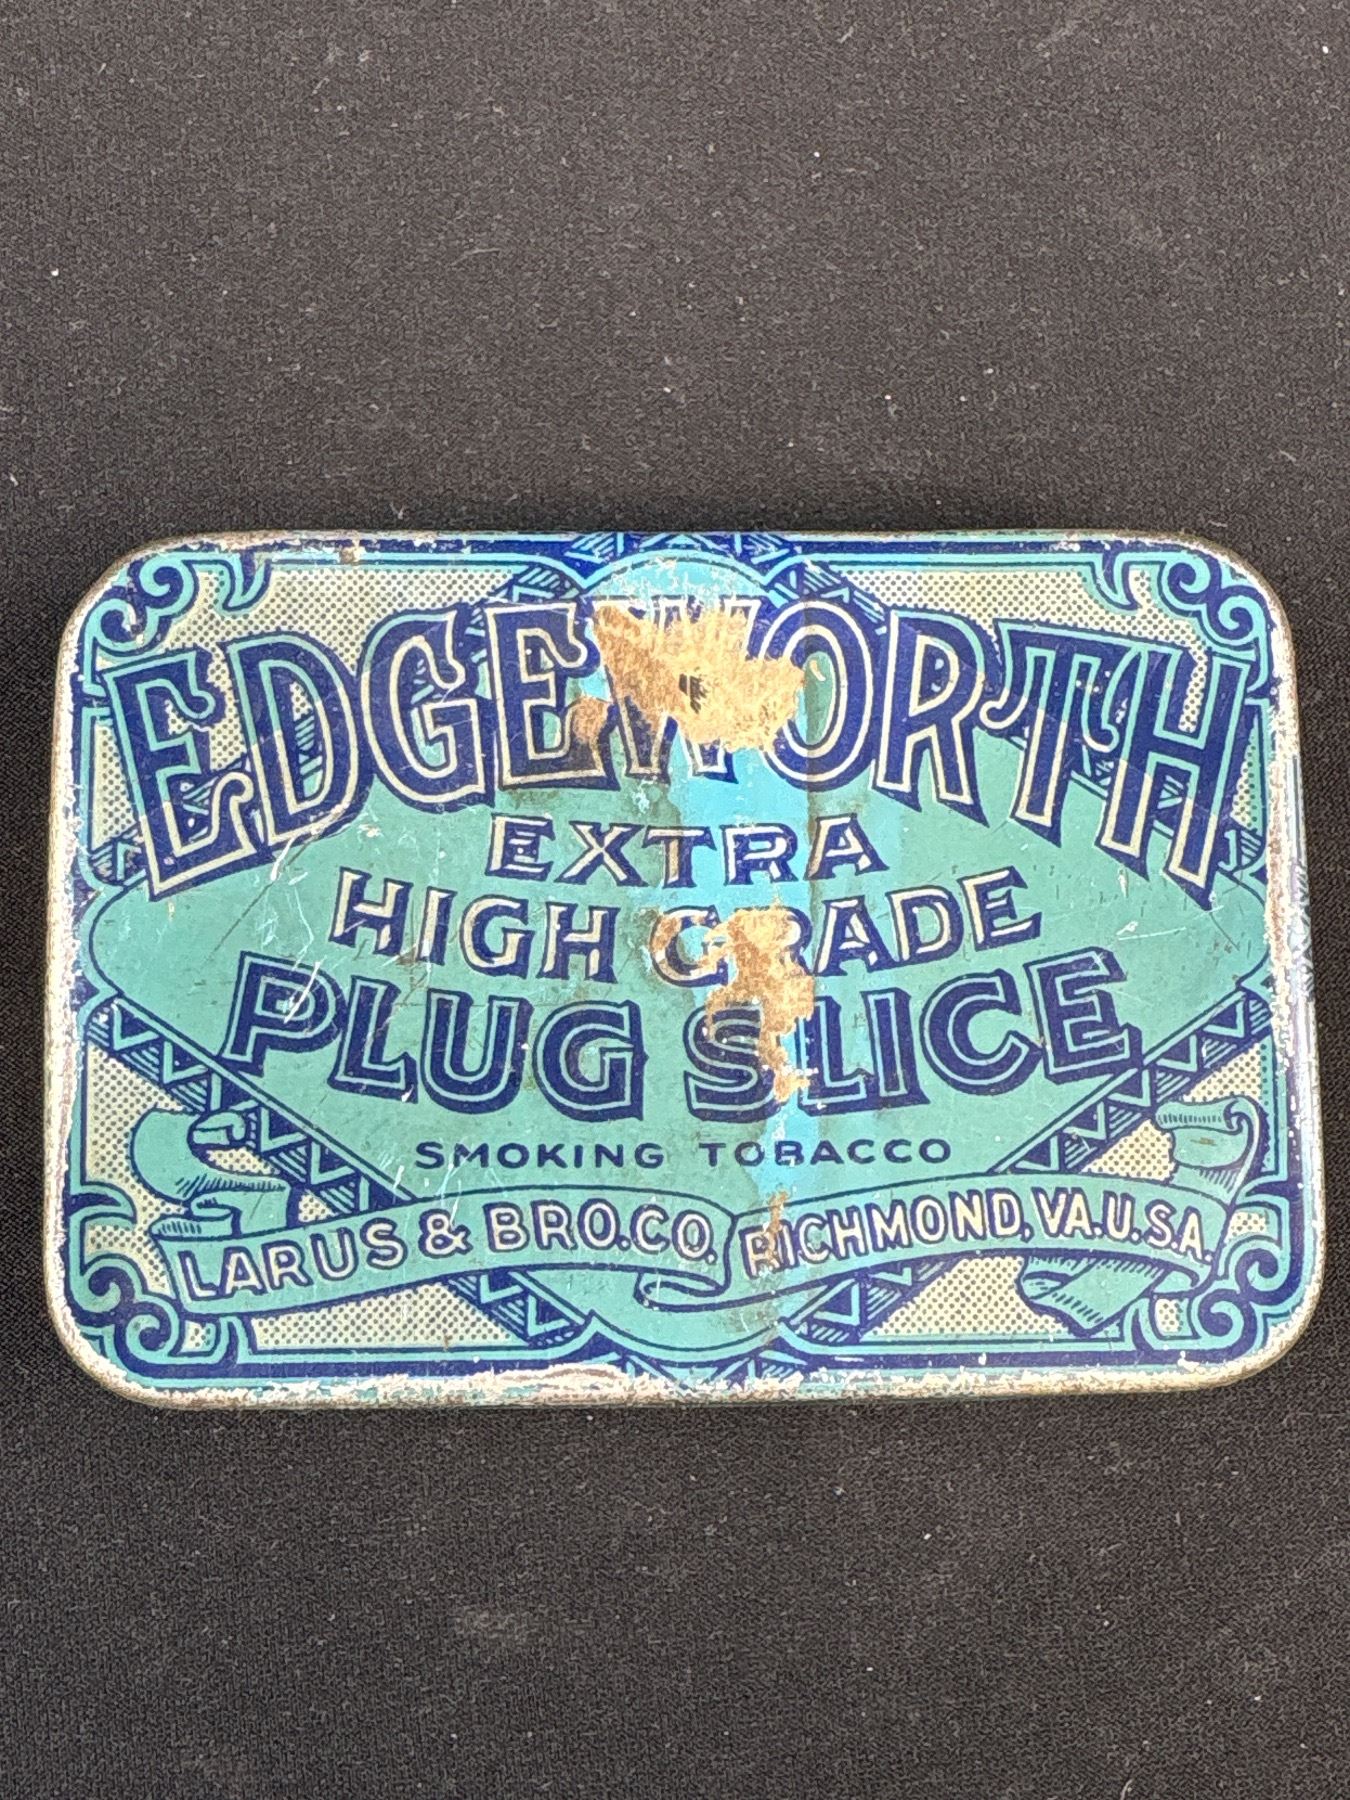 EDGEWORTH
EXTRA
HIGH GRADE
PLUG SLICE
SMOKING TOBACCO
LARUS & BRO. CO. RICHMOND, VA. U.S.A.